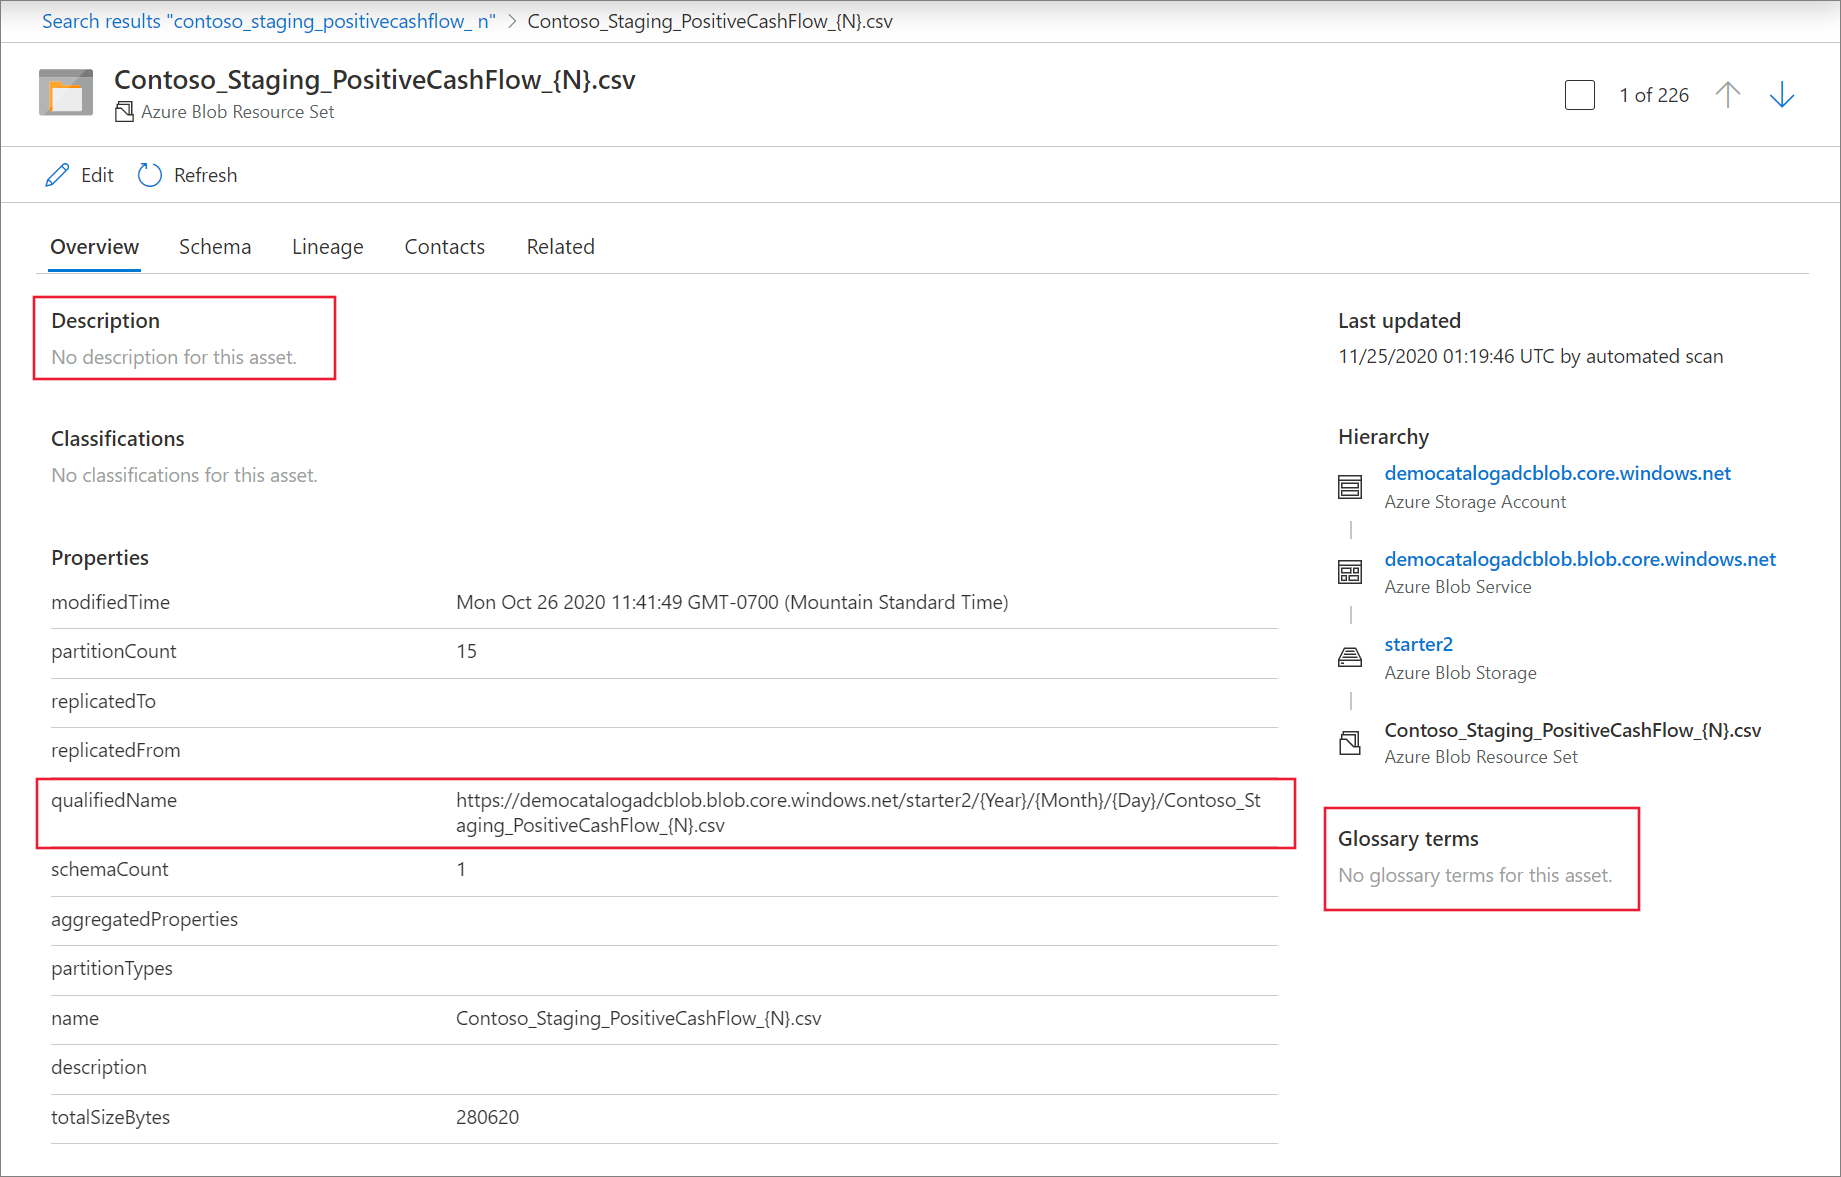 Search results "contoso_staging_positivecashflow_ n" > Contoso_Staging_PositiveCashFlow_{N}.csv
Contoso_Staging_PositiveCashFlow_{N}.csv
Azure Blob Resource Set
1 of 226
Edit
Refresh
Overview
Schema
Lineage
Contacts
Related
Description
No description for this asset.
Classifications
No classifications for this asset.
Properties
modifiedTime Mon Oct 26 2020 11:41:49 GMT-0700 (Mountain Standard Time)
partitionCount 15
replicatedTo
replicatedFrom
qualifiedName https://democatalogadcblob.blob.core.windows.net/starter2/{Year}/{Month}/{Day}/Contoso_St
aging_PositiveCashFlow_{N}.csv
schemaCount 1
aggregatedProperties
partitionTypes
name Contoso_Staging_PositiveCashFlow_{N}.csv
description
totalSizeBytes 280620
Last updated
11/25/2020 01:19:46 UTC by automated scan
Hierarchy
democatalogadcblob.core.windows.net
Azure Storage Account
democatalogadcblob.blob.core.windows.net
Azure Blob Service
starter2
Azure Blob Storage
Contoso_Staging_PositiveCashFlow_{N}.csv
Azure Blob Resource Set
Glossary terms
No glossary terms for this asset.